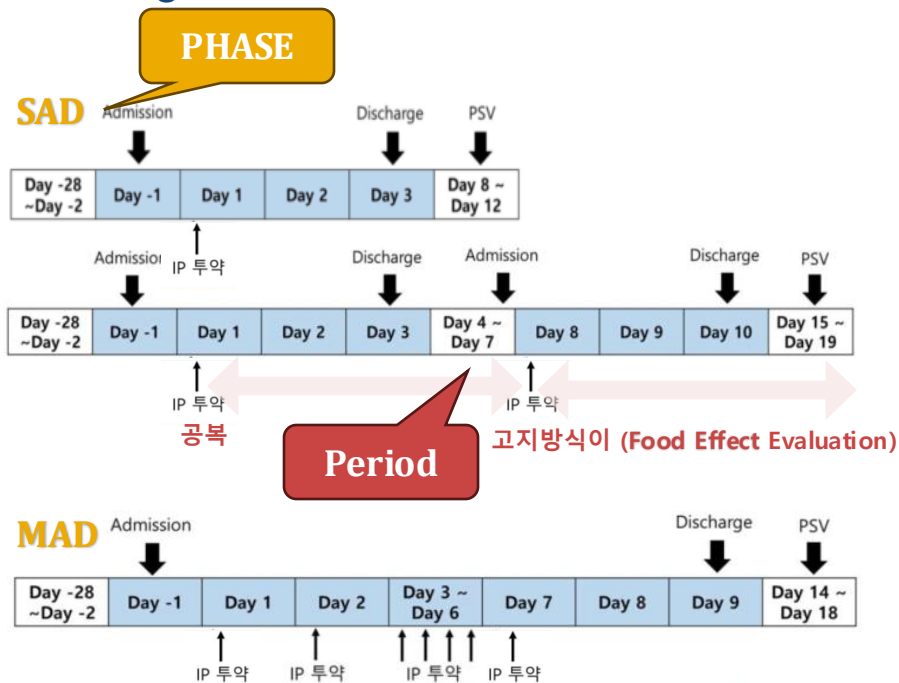 PHASE
SAD
Admission
Discharge
PSV
Day -28
~Day -2
Day -1
Day 1
Day 2
Day 3
Day 8 ~
Day 12
IP 투약
Admission
Discharge
Admission
Discharge
PSV
Day -28
~Day -2
Day -1
Day 1
Day 2
Day 3
Day 4 ~
Day 7
Day 8
Day 9
Day 10
Day 15 ~
Day 19
IP 투약
IP 투약
공복
고지방식이 (Food Effect Evaluation)
Period
MAD
Admission
Discharge
PSV
Day -28
~Day -2
Day -1
Day 1
Day 2
Day 3 ~
Day 6
Day 7
Day 8
Day 9
Day 14 ~
Day 18
IP 투약
IP 투약
IP 투약
IP 투약